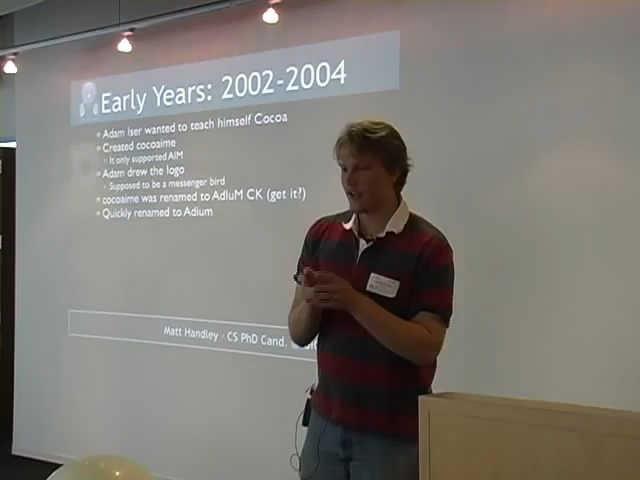 Early Years: 2002-2004
Adam Iser wanted to teach himself Cocoa
Created cocoaime
It only supported AIM
Adam drew the logo
Supposed to be a messenger bird
cocoaime was renamed to AdIuM CK (get it?)
Quickly renamed to Adium
Matt Handley - CS PhD Cand.